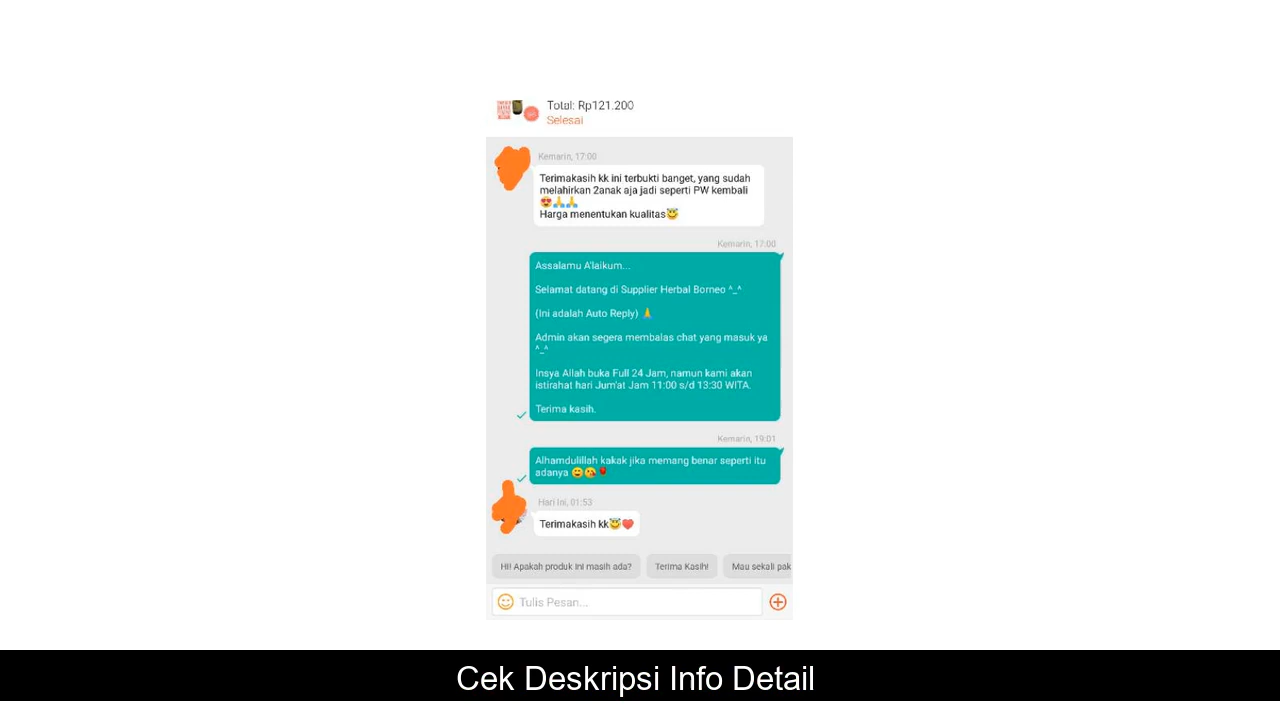 Total: Rp121.200
Selesai
Kemarin, 17:00
Terimakasih kk ini terbukti banget, yang sudah
melahirkan 2anak aja jadi seperti PW kembali
😍🙏🙏
Harga menentukan kualitas😇
Kemarin, 17:00
Assalamu A'laikum...
Selamat datang di Supplier Herbal Borneo ^_^
(Ini adalah Auto Reply) 🙏
Admin akan segera membalas chat yang masuk ya
^_^
Insya Allah buka Full 24 Jam, namun kami akan
istirahat hari Jum'at Jam 11:00 s/d 13:30 WITA.
Terima kasih.
Kemarin, 19:01
Alhamdulillah kakak jika memang benar seperti itu
adanya 😄😘🌹
Hari Ini, 01:53
Terimakasih kk😇❤️
Hi! Apakah produk ini masih ada?
Terima Kasih!
Mau sekali pak
Tulis Pesan...
Cek Deskripsi Info Detail